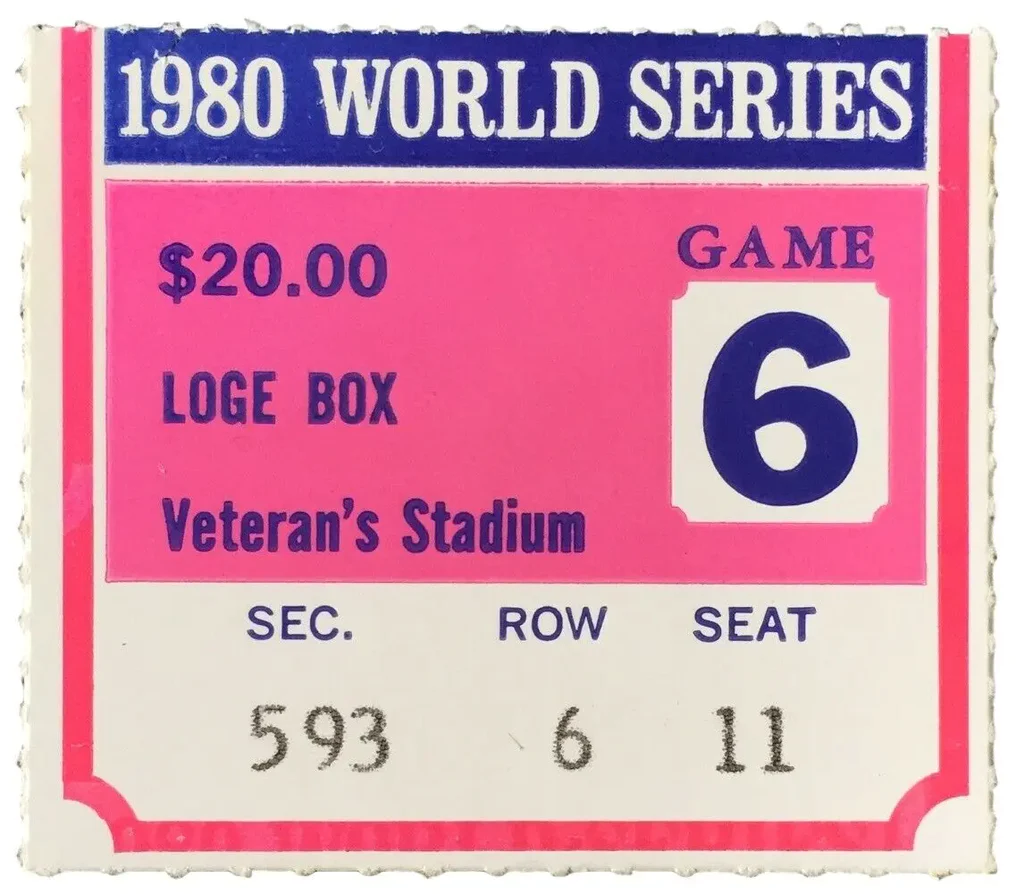 1980 WORLD SERIES
$20.00
GAME
6
LOGE BOX
Veteran's Stadium
SEC. ROW SEAT
593 6 11